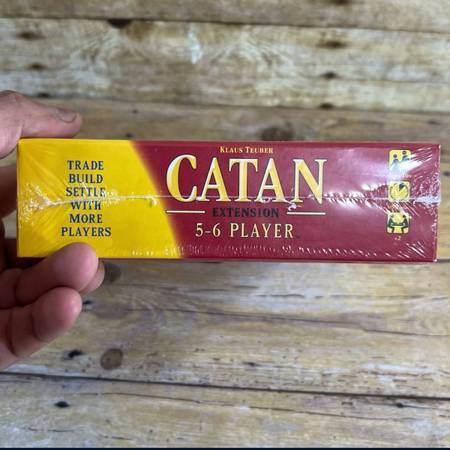 TRADE
BUILD
SETTLE
WITH
MORE
PLAYERS
KLAUS TEUBER
CATAN
EXTENSION
5-6 PLAYER